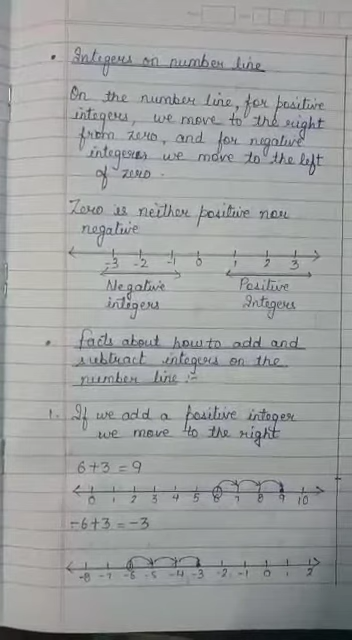 • Integers on number line
On the number line, for positive
integers, we move to the right
from zero, and for negative
integers we move to the left
of zero.
Zero is neither positive nor
negative
-3 -2 -1 0 1 2 3
Negative integers
Positive Integers
• facts about how to add and
subtract integers on the
number line :-
1. If we add a positive integer
we move to the right
6+3 = 9
0 1 2 3 4 5 6 7 8 9 10
-6+3 = -3
-8 -7 -6 -5 -4 -3 -2 -1 0 1 2